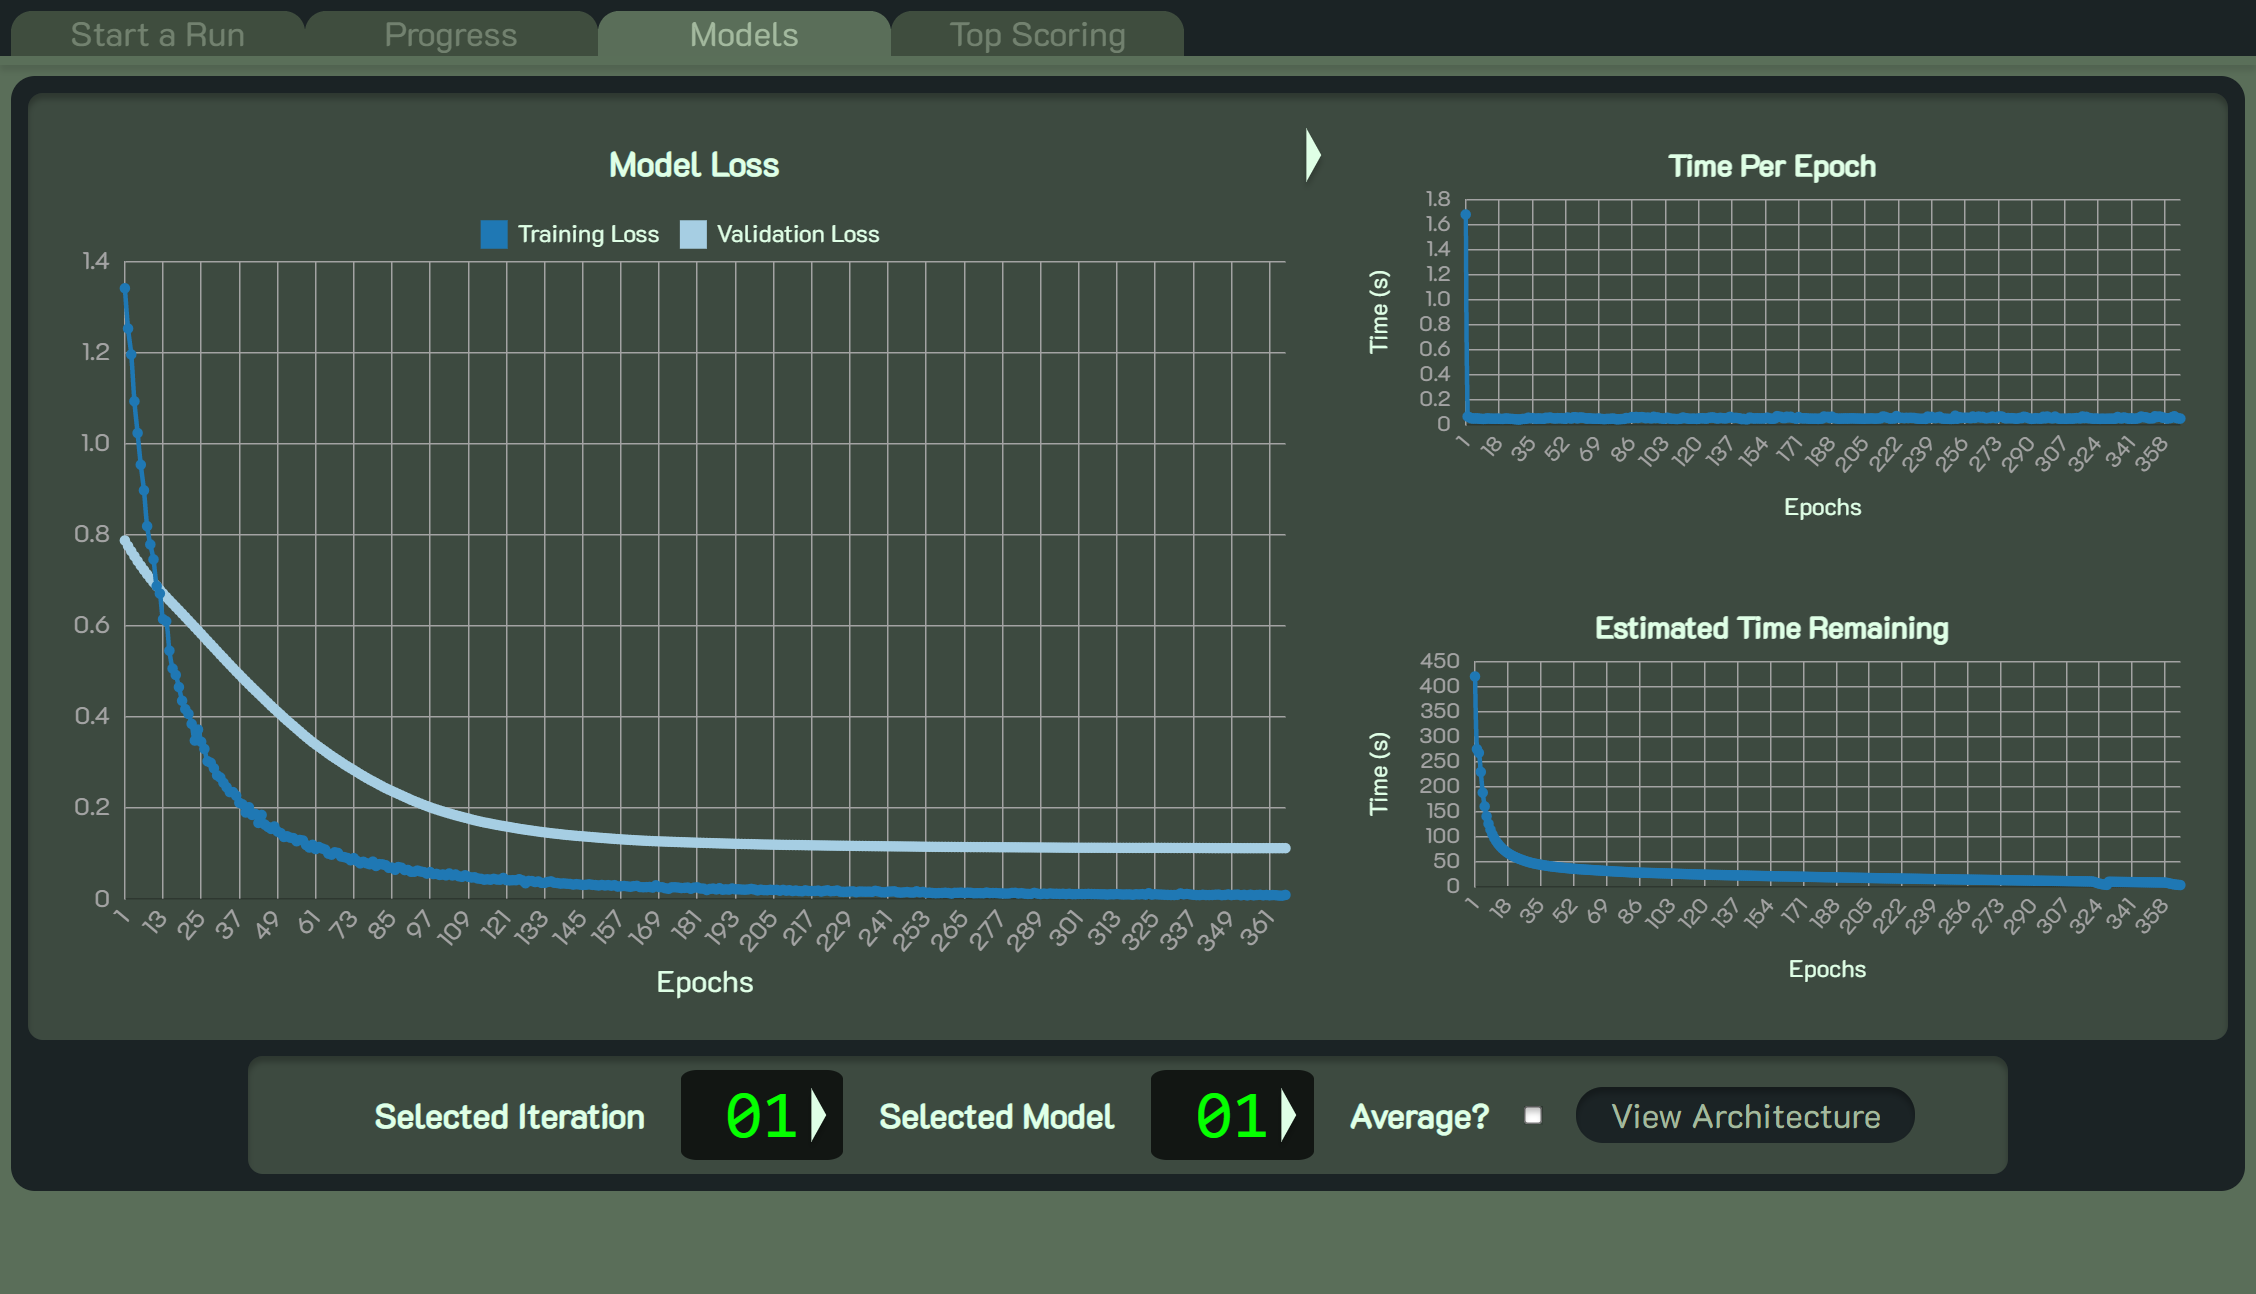 Start a Run
Progress
Models
Top Scoring
Model Loss
Training Loss
Validation Loss
1.4
1.2
1.0
0.8
0.6
0.4
0.2
0
1 13 25 37 49 61 73 85 97 109 121 133 145 157 169 181 193 205 217 229 241 253 265 277 289 301 313 325 337 349 361
Epochs
Time Per Epoch
Time (s)
1.8
1.6
1.4
1.2
1.0
0.8
0.6
0.4
0.2
0
1 18 35 52 69 86 103 120 137 154 171 188 205 222 239 256 273 290 307 324 341 358
Epochs
Estimated Time Remaining
Time (s)
450
400
350
300
250
200
150
100
50
0
1 18 35 52 69 86 103 120 137 154 171 188 205 222 239 256 273 290 307 324 341 358
Epochs
Selected Iteration
01
Selected Model
01
Average?
View Architecture